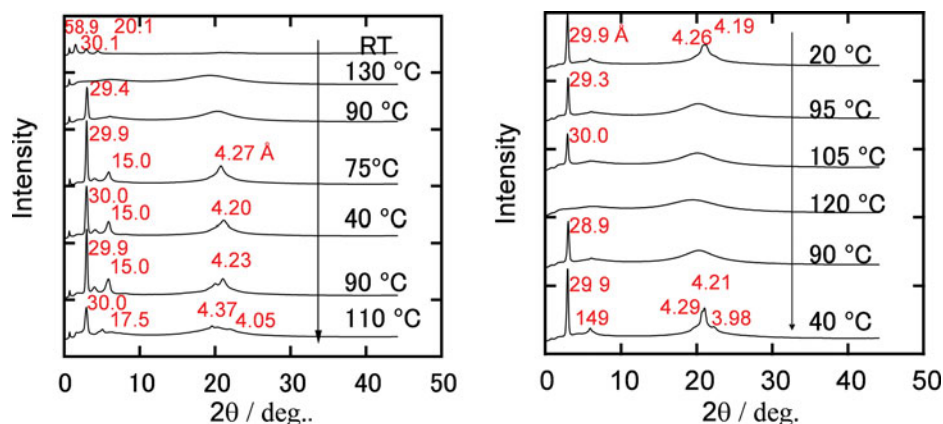 58.9 20.1
30.1
RT
130 °C
29.4
90 °C
29.9
15.0
4.27 Å
75°C
30.0
15.0
4.20
40 °C
29.9
15.0
4.23
90 °C
30.0
17.5
4.37
4.05
110 °C
Intensity
0 10 20 30 40 50
2θ / deg..
29.9 Å
4.26
4.19
20 °C
29.3
95 °C
30.0
105 °C
120 °C
28.9
90 °C
29 9
149
4.29
4.21
3.98
40 °C
Intensity
0 10 20 30 40 50
2θ / deg.